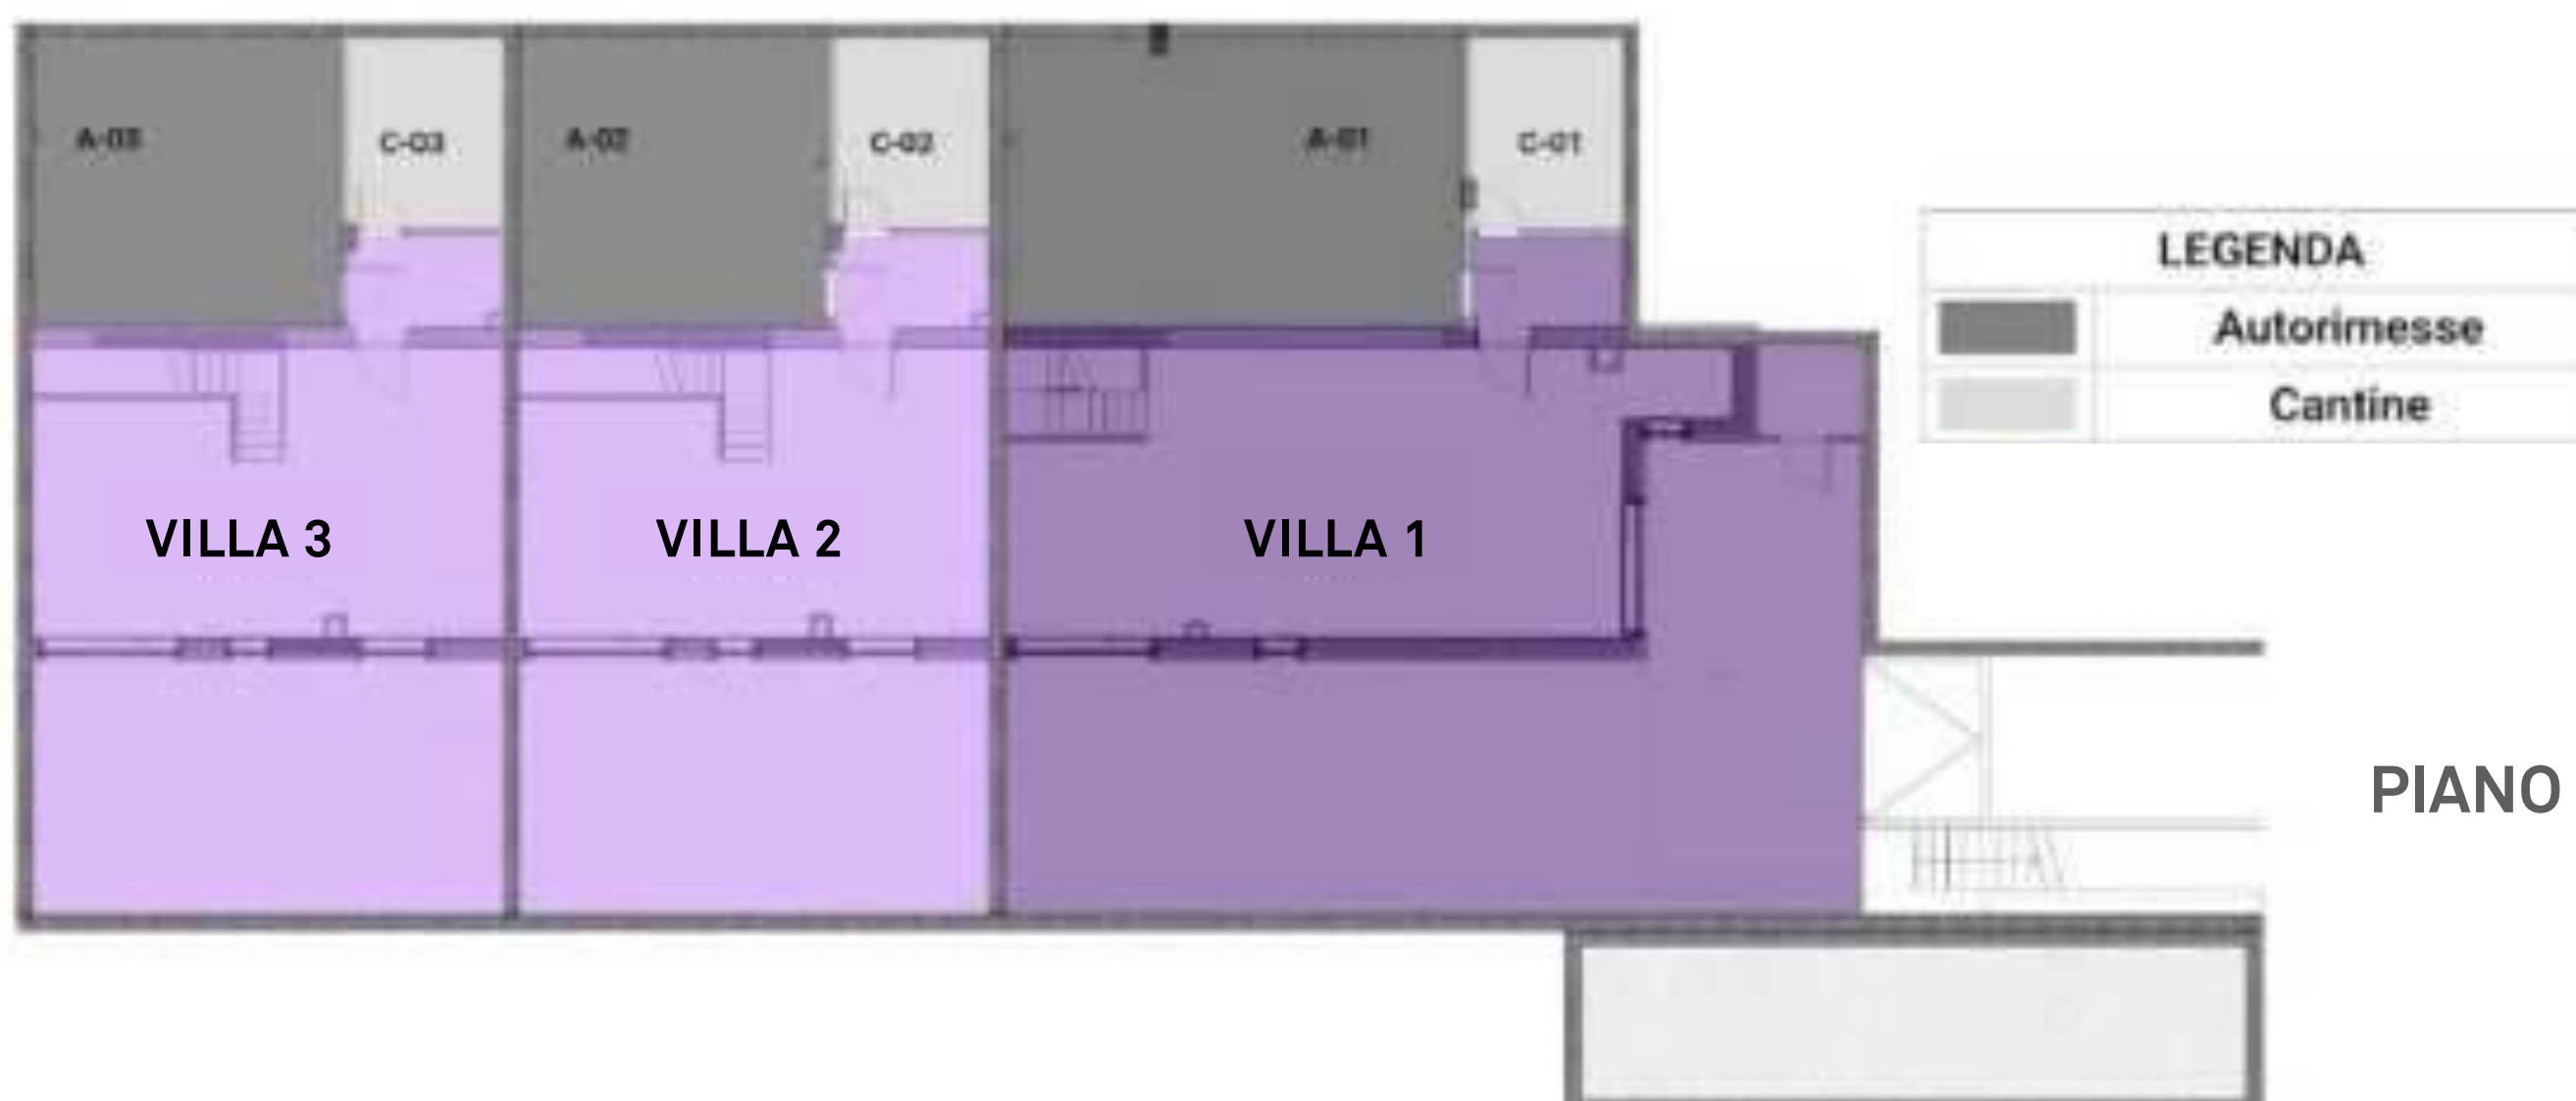 A-03
C-03
A-02
C-02
A-01
C-01
LEGENDA
Autorimesse
Cantine
VILLA 3
VILLA 2
VILLA 1
PIANO